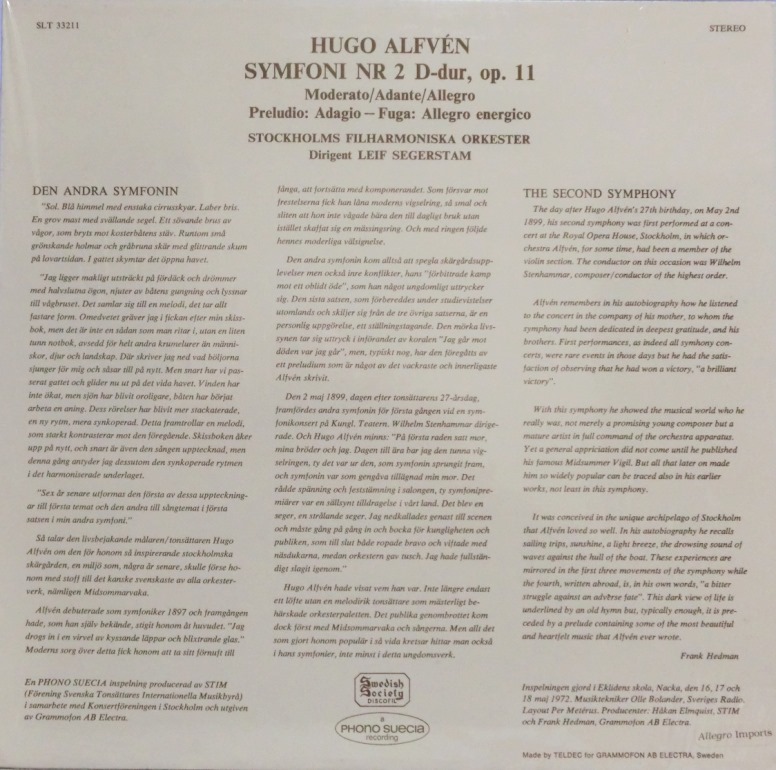 SLT 33211
STEREO
HUGO ALFVÉN
SYMFONI NR 2 D-dur, op. 11
Moderato/Adante/Allegro
Preludio: Adagio – Fuga: Allegro energico
STOCKHOLMS FILHARMONISKA ORKESTER
Dirigent LEIF SEGERSTAM
DEN ANDRA SYMFONIN
"Sol. Blå himmel med enstaka cirrusskyar. Laber bris.
En grov mast med svällande segel. Ett sövande brus av
vågor, som bryts mot kosterbåtens stäv. Runtom små
grönskande holmar och gråbruna skär med glittrande skum
på lovartsidan. I gattet skymtar det öppna havet.
"Jag ligger makligt utsträckt på fördäck och drömmer
med halvslutna ögon, njuter av båtens gungning och lyssnar
till vågbruset. Det samlar sig till en melodi, det tar allt
fastare form. Omedvetet gräver jag i fickan efter min skiss-
bok, men det är inte en sådan som man ritar i, utan en liten
tunn notbok, avsedd för helt andra krumelurer än männi-
skor, djur och landskap. Där skriver jag ned vad böljorna
sjunger för mig och såsar till på nytt. Men snart har vi pas-
serat gattet och glider nu ut på det vida havet. Vinden har
inte ökat, men sjön har blivit oroligare, båten har börjat
arbeta en aning. Dess rörelser har blivit mer stackaterade,
en ny rytm, mera synkoperad. Detta framtrollar en melodi,
som starkt kontrasterar mot den föregående. Skissboken åker
upp på nytt, och snart är även den sången upptecknad, men
denna gång antyder jag dessutom den synkoperade rytmen
i det harmoniserade underlaget.
"Sex år senare utformas den första av dessa uppteckning-
ar till första temat och den andra till sångtemat i första
satsen i min andra symfoni."
Så talar den livsbejakande målaren/tonsättaren Hugo
Alfvén om den för honom så inspirerande stockholmska
skärgården, en miljö som, några år senare, skulle förse ho-
nom med stoff till det kanske svenskaste av alla orkester-
verk, nämligen Midsommarvaka.
Alfvén debuterade som symfoniker 1897 och framgången
hade, som han själv bekände, stigit honom åt huvudet. "Jag
drogs in i en virvel av kyssande läppar och blixtrande glas."
Moderns sorg över detta fick honom att ta sitt förnuft till
fånga, att fortsätta med komponerandet. Som försvar mot
frestelserna fick han låna moderns vigselring, så smal och
sliten att hon inte vågade bära den till dagligt bruk utan
istället skaffat sig en mässingsring. Och med ringen följde
hennes moderliga välsignelse.
Den andra symfonin kom alltså att spegla skärgårdsupp-
levelser men också inre konflikter, hans "förbittrade kamp
mot ett oblidt öde", som han något ungdomligt uttrycker
sig. Den sista satsen, som förbereddes under studievistelser
utomlands och skiljer sig från de tre övriga satserna, är en
personlig uppgörelse, ett ställningstagande. Den mörka livs-
synen tar sig uttryck i införandet av koralen "Jag går mot
döden var jag går", men, typiskt nog, har den föregåtts av
ett preludium som är något av det vackraste och innerligaste
Alfvén skrivit.
Den 2 maj 1899, dagen efter tonsättarens 27-årsdag,
framfördes andra symfonin för första gången vid en sym-
fonikonsert på Kungl. Teatern. Wilhelm Stenhammar dirige-
rade. Och Hugo Alfvén minns: "På första raden satt mor,
mina bröder och jag. Dagen till ära bar jag den tunna vig-
selringen, ty det var ur den, som symfonin sprungit fram,
och symfonin var som gengåva tillägnad min mor. Det
rådde spänning och feststämning i salongen, ty symfonipre-
miärer var en sällsynt tilldragelse i vårt land. Det blev en
seger, en strålande seger, Jag nedkallades genast till scenen
och måste gång på gång in och bocka för kungligheten och
publiken, som till slut både ropade bravo och viftade med
näsdukarna, medan orkestern gav tusch. Jag hade fullstän-
digt slagit igenom."
Hugo Alfvén hade visat vem han var. Inte längre endast
ett löfte utan en melodirik tonsättare som mästerligt be-
härskade orkesterpaletten. Det publika genombrottet kom
dock först med Midsommarvaka och sångerna. Men allt det
som gjort honom populär i så vida kretsar hittar man också
i hans symfonier, inte minst i detta ungdomsverk.
THE SECOND SYMPHONY
The day after Hugo Alfvén's 27th birthday, on May 2nd
1899, his second symphony was first performed at a con-
cert at the Royal Opera House, Stockholm, in which or-
chestra Alfvén, for some time, had been a member of the
violin section. The conductor on this occasion was Wilhelm
Stenhammar, composer/conductor of the highest order.
Alfvén remembers in his autobiography how he listened
to the concert in the company of his mother, to whom the
symphony had been dedicated in deepest gratitude, and his
brothers. First performances, as indeed all symhony con-
certs, were rare events in those days but he had the satis-
faction of observing that he had won a victory, "a brilliant
victory".
With this symphony he showed the musical world who he
really was, not merely a promising young composer but a
mature artist in full command of the orchestra apparatus.
Yet a general appriciation did not come until he published
his famous Midsummer Vigil. But all that later on made
him so widely popular can be traced also in his earlier
works, not least in this symphony.
It was conceived in the unique archipelago of Stockholm
that Alfvén loved so well. In his autobiography he recalls
sailing trips, sunshine, a light breeze, the drowsing sound of
waves against the hull of the boat. These experiences are
mirrored in the first three movements of the symphony while
the fourth, written abroad, is, in his own words, "a bitter
struggle against an adverse fate". This dark view of life is
underlined by an old hymn but, typically enough, it is pre-
ceded by a prelude containing some of the most beautiful
and heartfelt music that Alfvén ever wrote.
Frank Hedman
En PHONO SUECIA inspelning producerad av STIM
(Förening Svenska Tonsättares Internationella Musikbyrå)
i samarbete med Konsertföreningen i Stockholm och utgiven
av Grammofon AB Electra.
Swedish
Society
DISCOFIL
a
PHONO SUECIA
recording
Inspelningen gjord i Eklidens skola, Nacka, den 16, 17 och
18 maj 1972. Musiktekniker Olle Bolander, Sveriges Radio.
Layout Per Metérus. Producenter: Håkan Elmquist, STIM
och Frank Hedman, Grammofon AB Electra.
Allegro Imports
Made by TELDEC for GRAMMOFON AB ELECTRA, Sweden